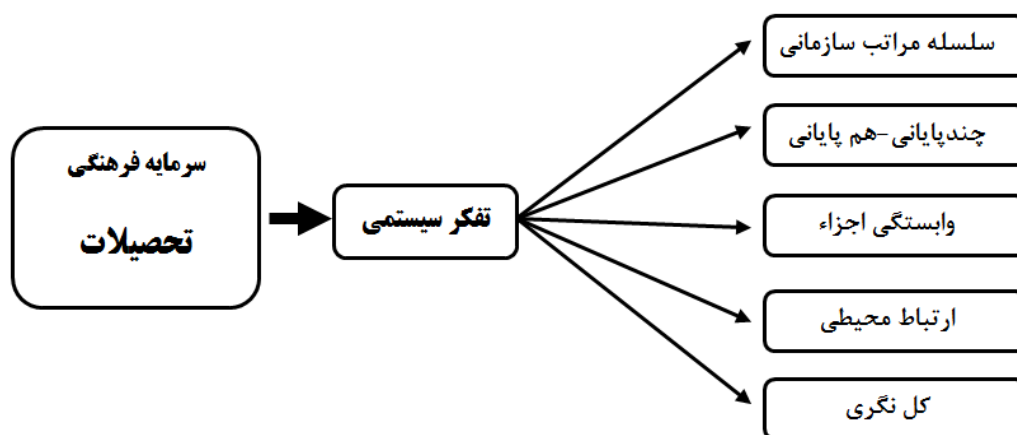 سرمایه فرهنگی
تحصیلات
تفکر سیستمی
سلسله مراتب سازمانی
چندپایانی-هم پایانی
وابستگی اجزاء
ارتباط محیطی
کل نگری